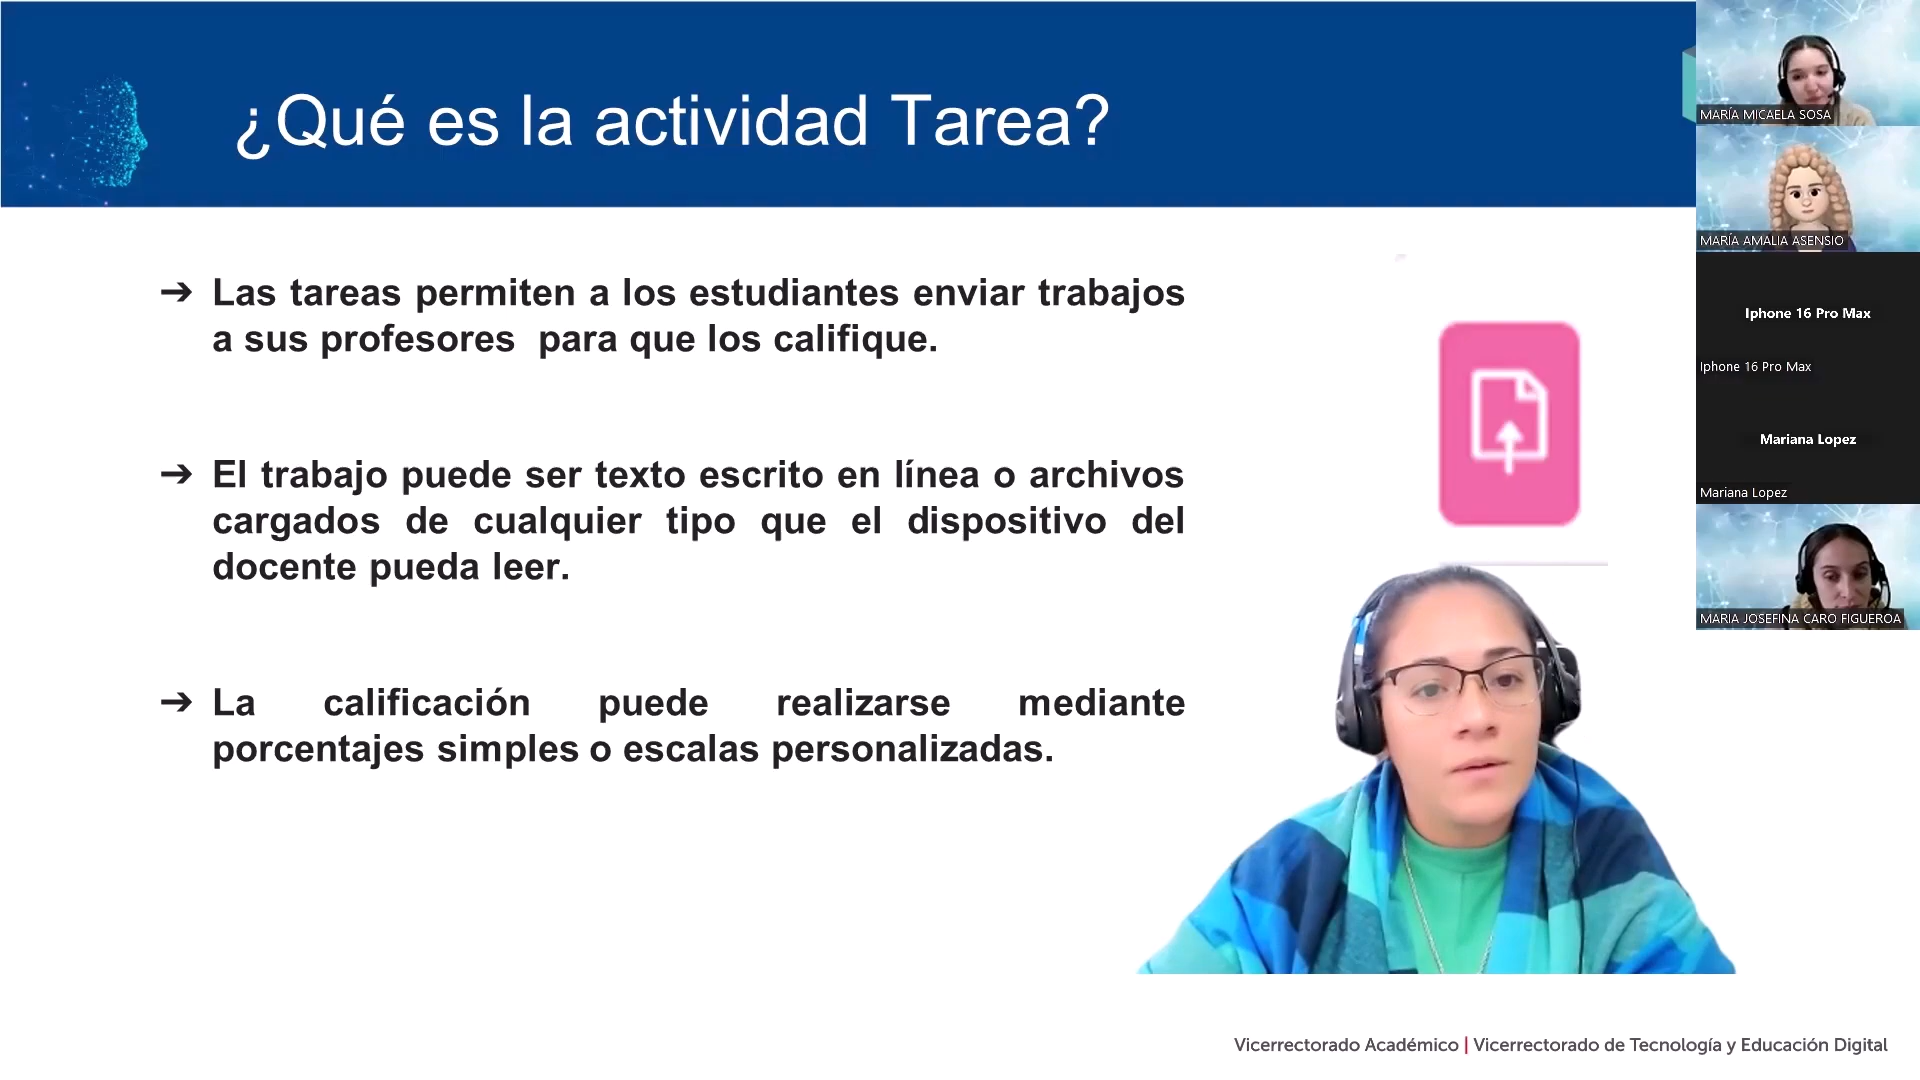 ¿Qué es la actividad Tarea?
➔ Las tareas permiten a los estudiantes enviar trabajos
a sus profesores  para que los califique.
➔ El trabajo puede ser texto escrito en línea o archivos
cargados de cualquier tipo que el dispositivo del
docente pueda leer.
➔ La calificación puede realizarse mediante
porcentajes simples o escalas personalizadas.
MARÍA MICAELA SOSA
MARÍA AMALIA ASENSIO
Iphone 16 Pro Max
Iphone 16 Pro Max
Mariana Lopez
Mariana Lopez
MARIA JOSEFINA CARO FIGUEROA
Vicerrectorado Académico | Vicerrectorado de Tecnología y Educación Digital